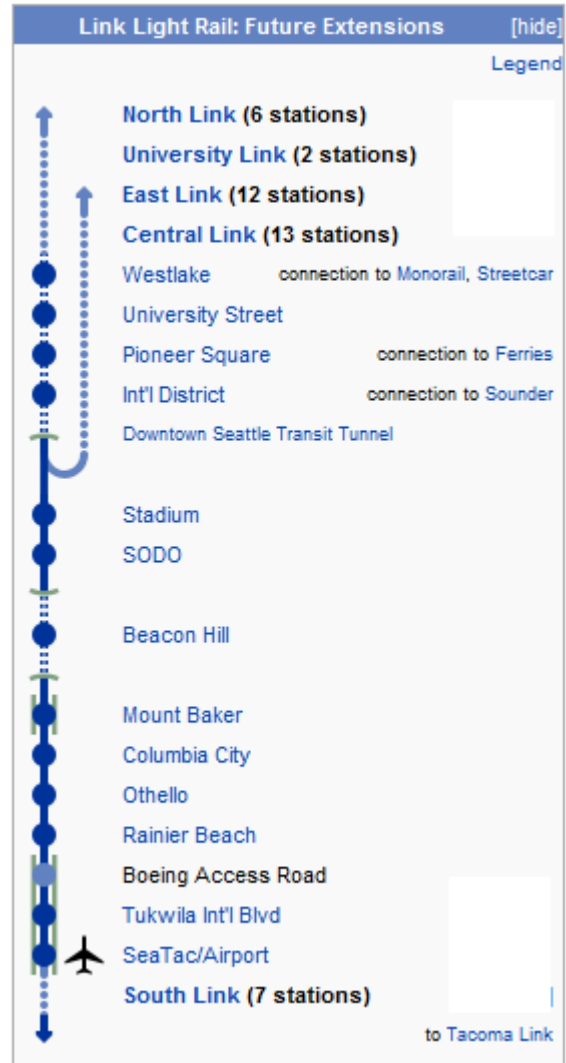 Link Light Rail: Future Extensions [hide]
Legend
North Link (6 stations)
University Link (2 stations)
East Link (12 stations)
Central Link (13 stations)
Westlake connection to Monorail, Streetcar
University Street
Pioneer Square connection to Ferries
Int'l District connection to Sounder
Downtown Seattle Transit Tunnel
Stadium
SODO
Beacon Hill
Mount Baker
Columbia City
Othello
Rainier Beach
Boeing Access Road
Tukwila Int'l Blvd
SeaTac/Airport
South Link (7 stations)
to Tacoma Link